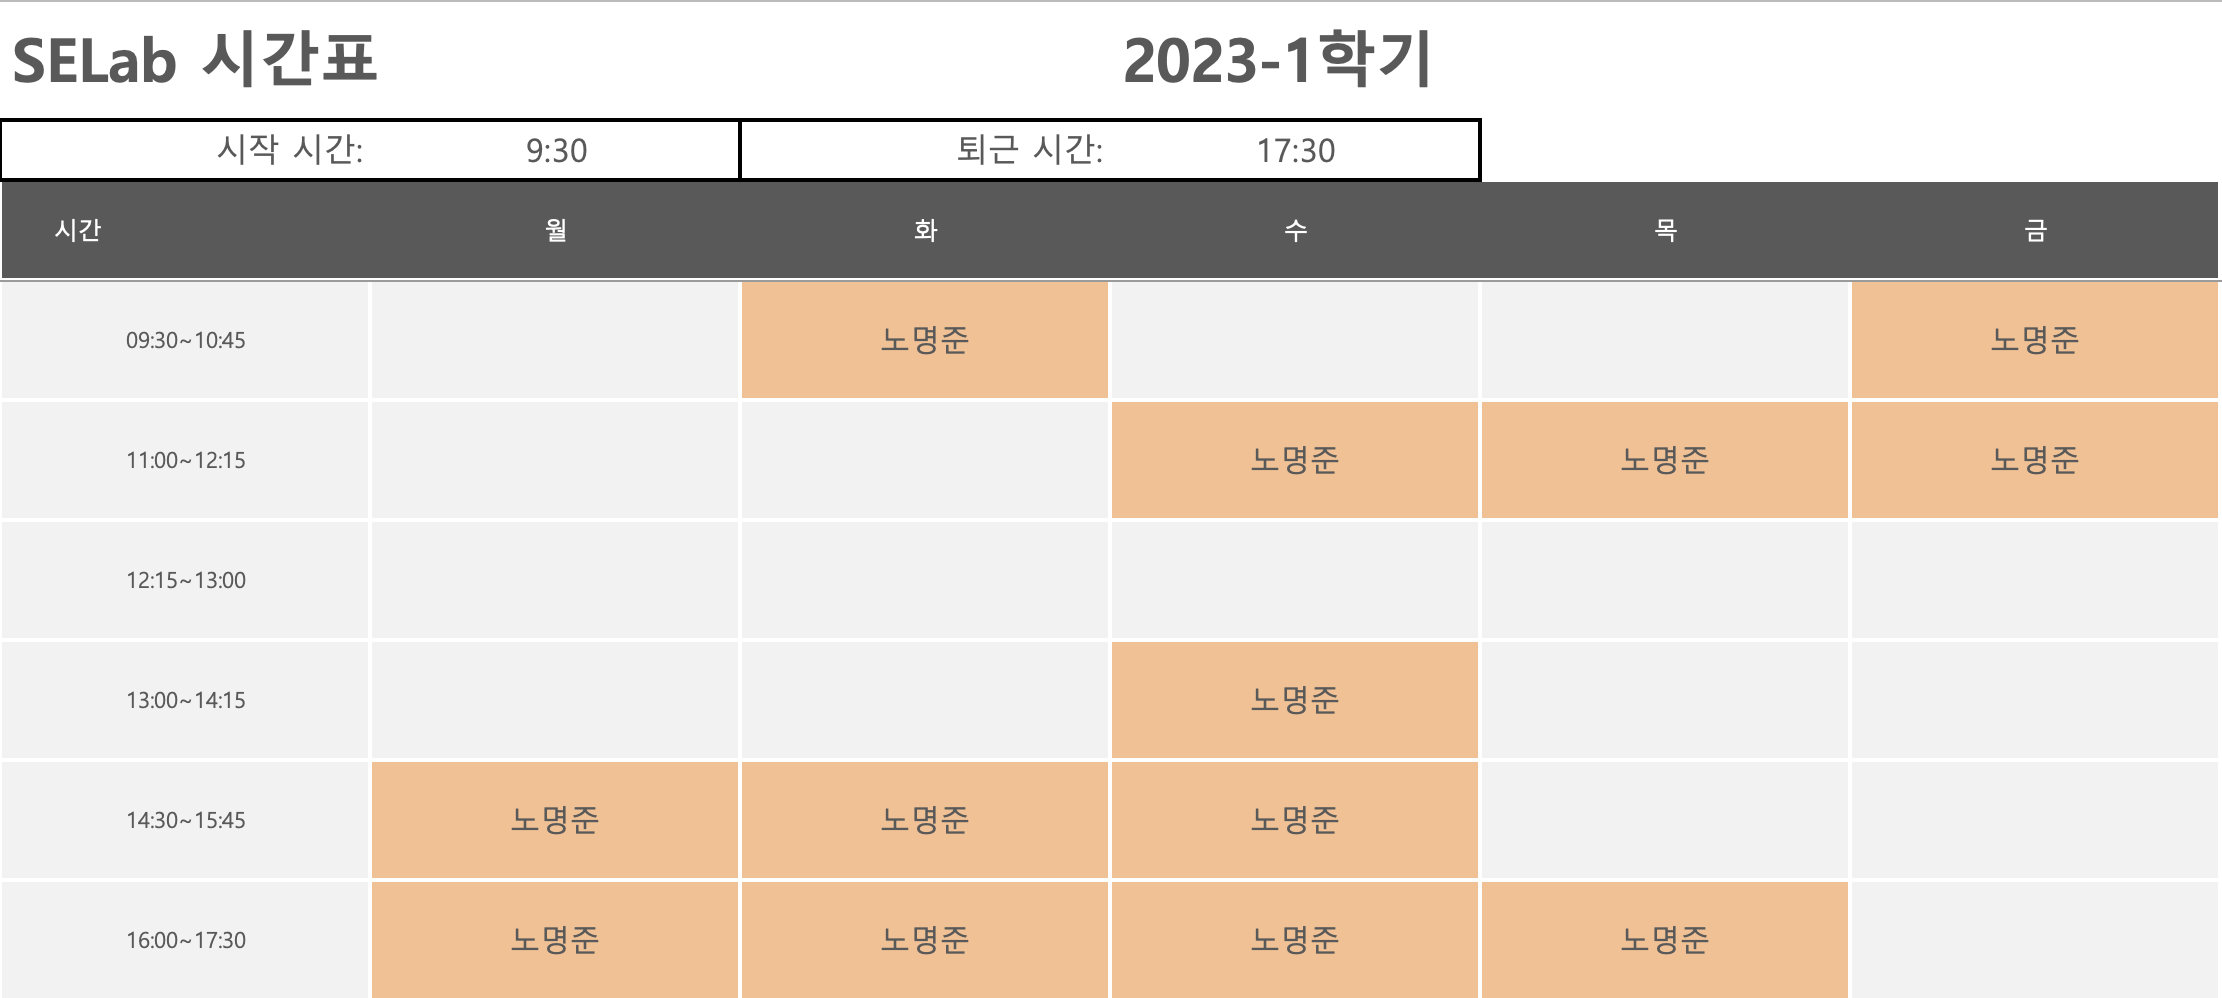 SELab 시간표 2023-1학기
시작 시간: 9:30 퇴근 시간: 17:30
시간 월 화 수 목 금
09:30~10:45 노명준 노명준
11:00~12:15 노명준 노명준 노명준
12:15~13:00
13:00~14:15 노명준
14:30~15:45 노명준 노명준 노명준
16:00~17:30 노명준 노명준 노명준 노명준